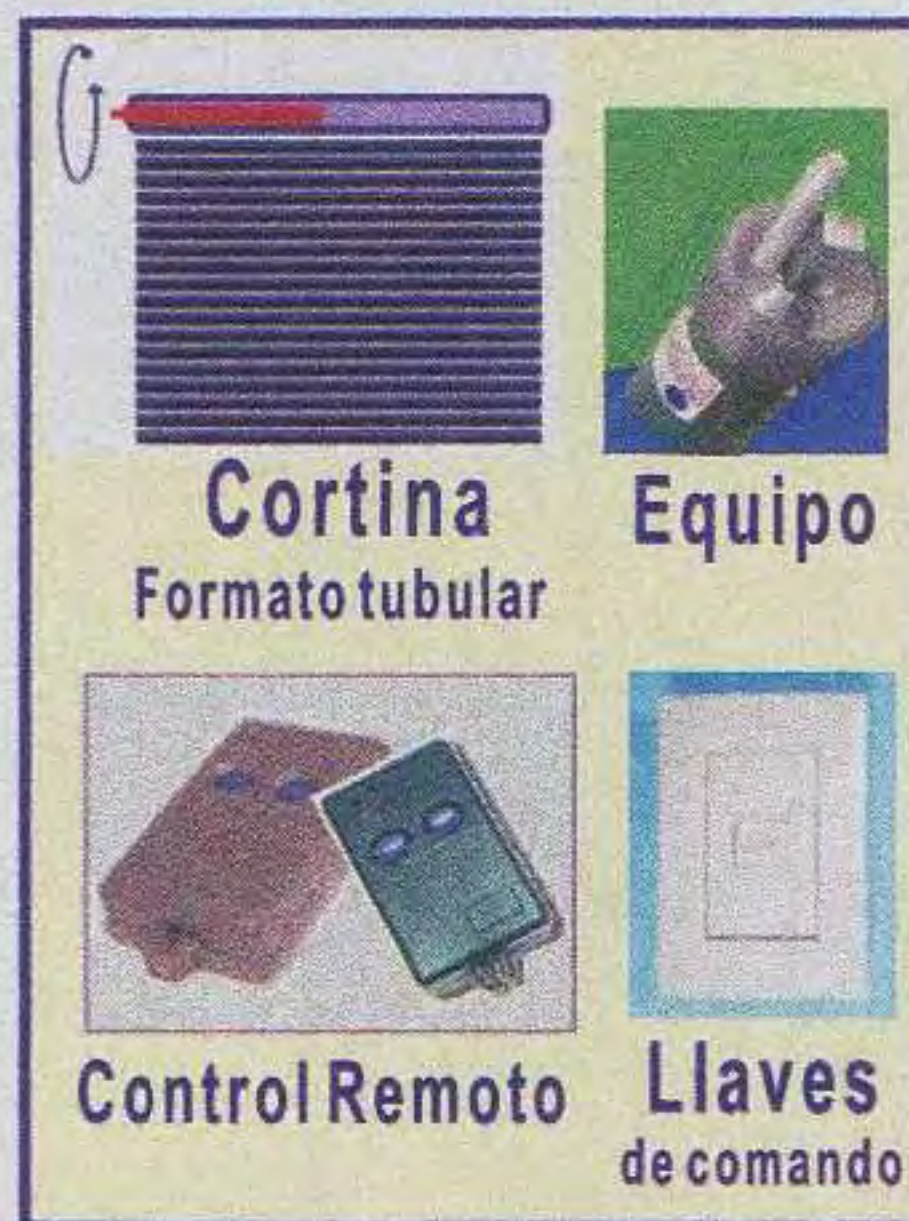 Cortina
Formato tubular
Equipo
Control Remoto
Llaves
de comando